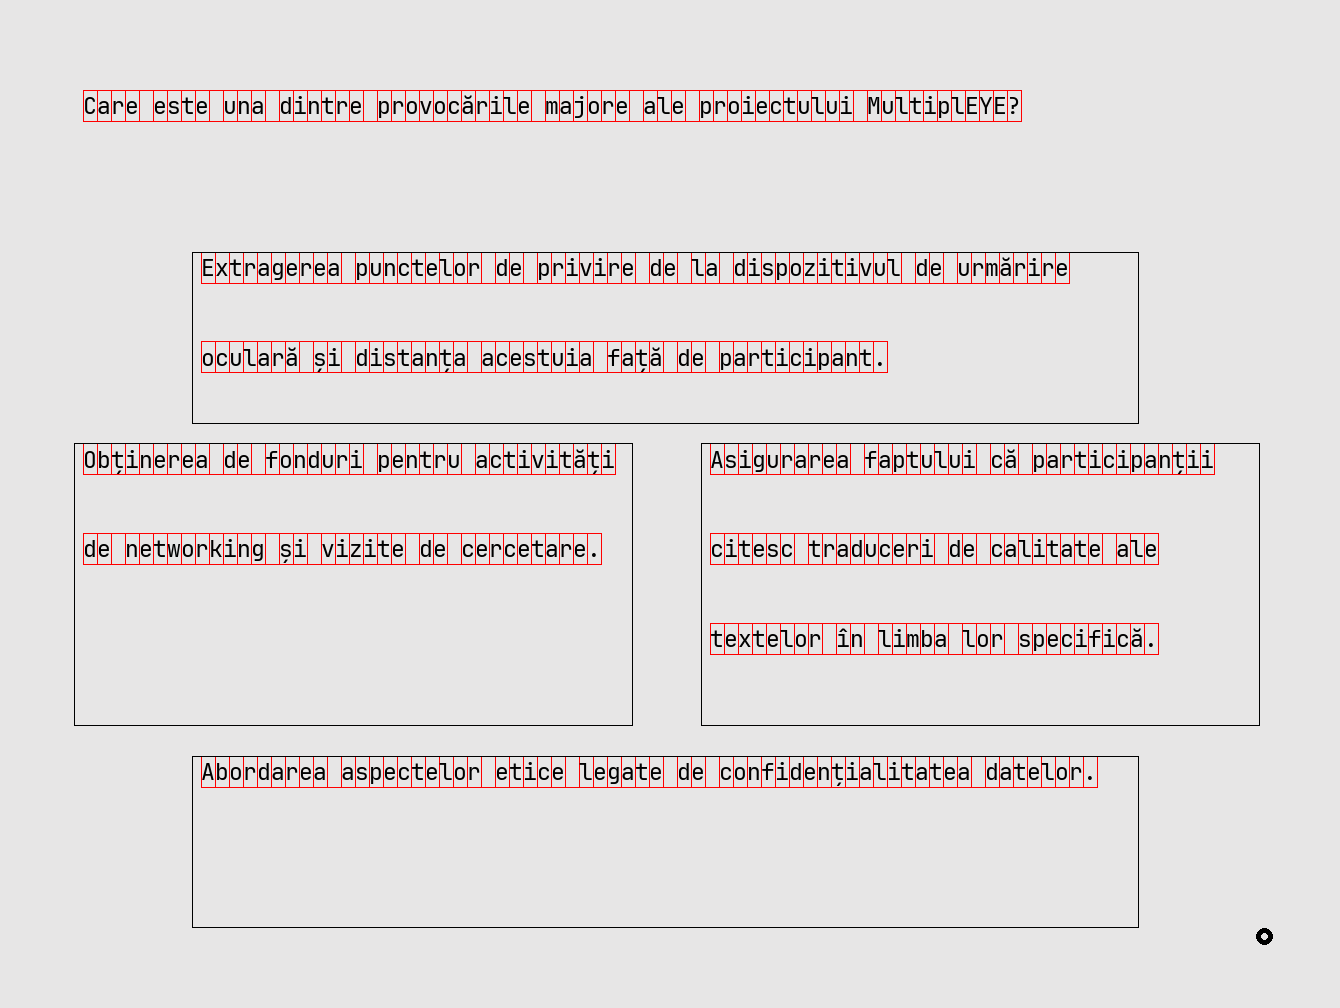 Care este una dintre provocările majore ale proiectului MultiplEYE?
Extragerea punctelor de privire de la dispozitivul de urmărire
oculară și distanța acestuia față de participant.
Obținerea de fonduri pentru activități
de networking și vizite de cercetare.
Asigurarea faptului că participanții
citesc traduceri de calitate ale
textelor în limba lor specifică.
Abordarea aspectelor etice legate de confidențialitatea datelor.